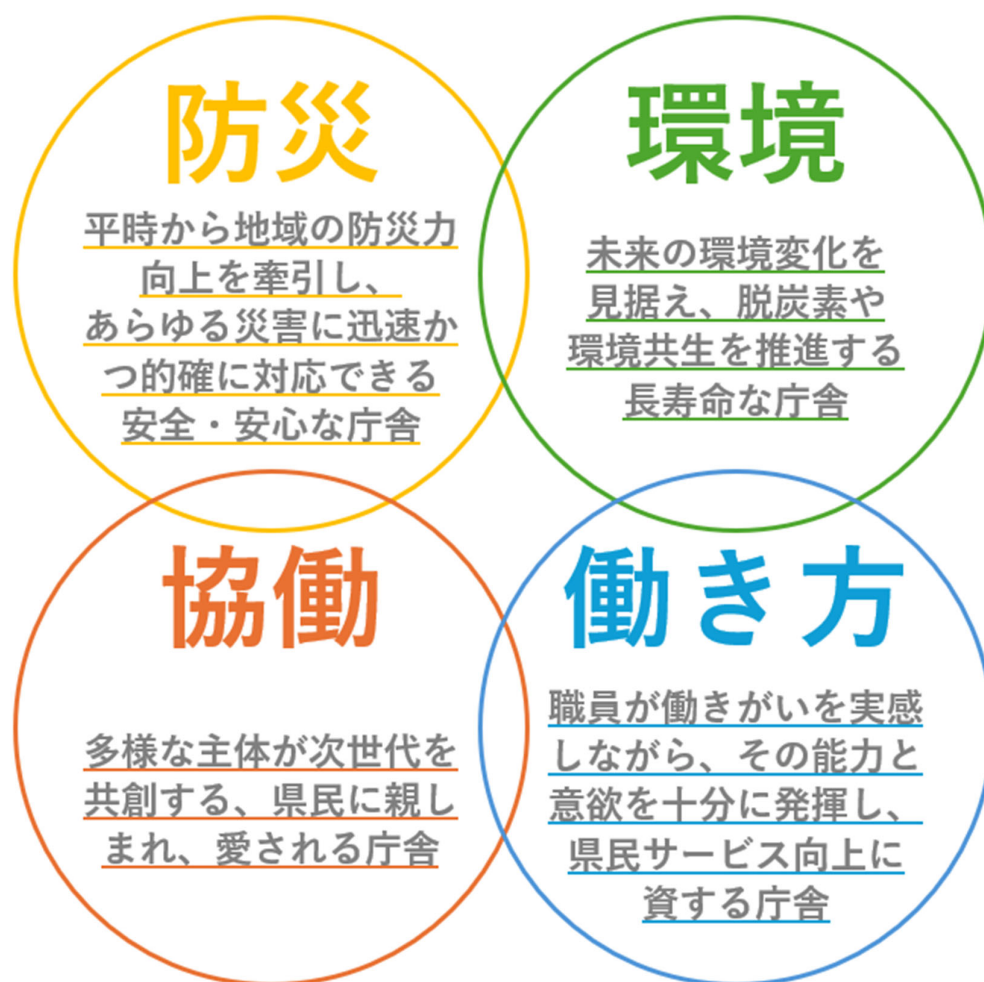 防災
平時から地域の防災力
向上を牽引し、
あらゆる災害に迅速か
つ的確に対応できる
安全・安心な庁舎
環境
未来の環境変化を
見据え、脱炭素や
環境共生を推進する
長寿命な庁舎
協働
多様な主体が次世代を
共創する、県民に親し
まれ、愛される庁舎
働き方
職員が働きがいを実感
しながら、その能力と
意欲を十分に発揮し、
県民サービス向上に
資する庁舎